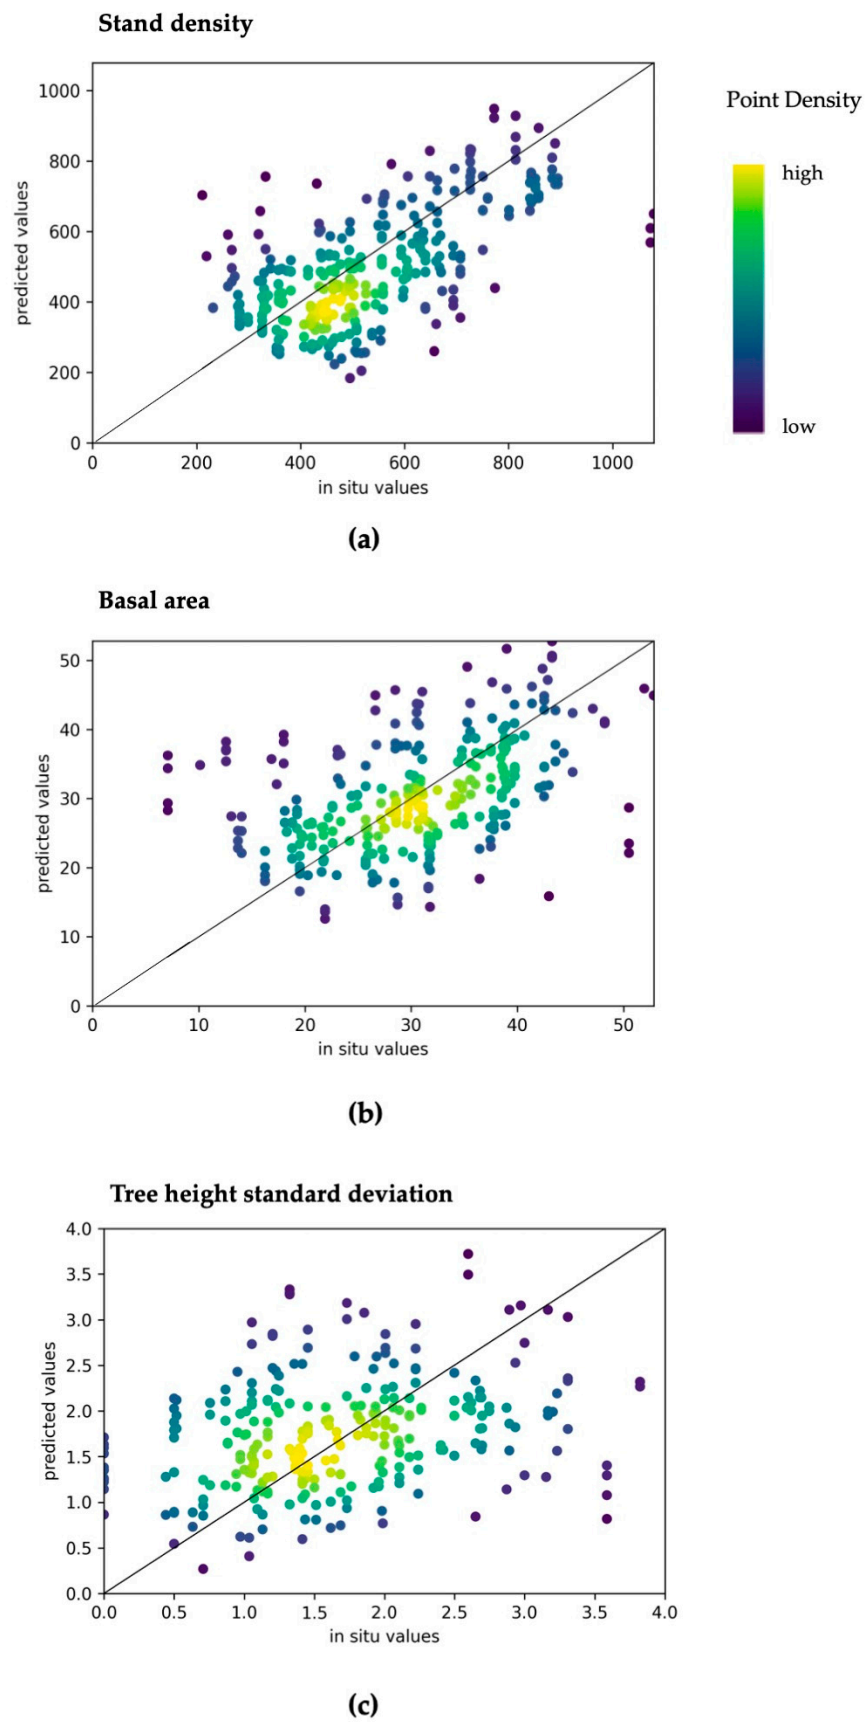 Stand density
1000
800
600
400
200
0
predicted values
0 200 400 600 800 1000
in situ values
Point Density
high
low
(a)
Basal area
50
40
30
20
10
0
predicted values
0 10 20 30 40 50
in situ values
(b)
Tree height standard deviation
4.0
3.5
3.0
2.5
2.0
1.5
1.0
0.5
0.0
predicted values
0.0 0.5 1.0 1.5 2.0 2.5 3.0 3.5 4.0
in situ values
(c)